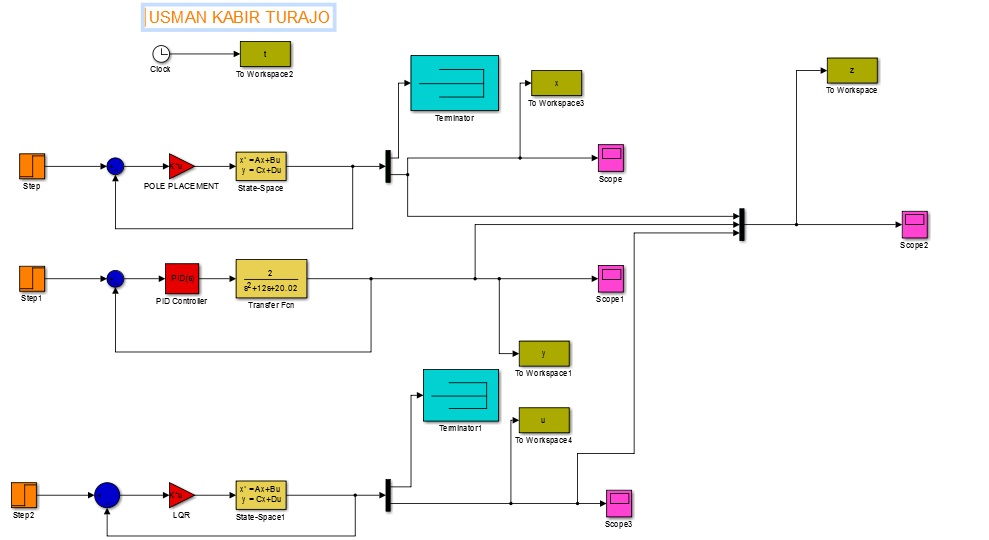 USMAN KABIR TURAJO
Clock
t
To Workspace2
Terminator
x
To Workspace3
z
To Workspace
Step
POLE PLACEMENT
x' =Ax+Bu
y = Cx+Du
State-Space
Scope
Scope2
Step1
PID(s)
PID Controller
2
s²+12s+20.02
Transfer Fcn
Scope1
y
To Workspace1
Terminator1
u
To Workspace4
Step2
LQR
x' =Ax+Bu
y = Cx+Du
State-Space1
Scope3